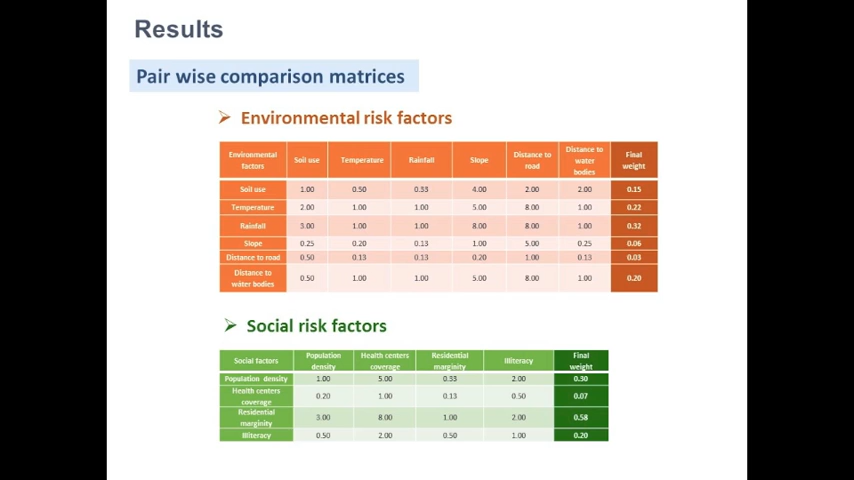 Results
Pair wise comparison matrices
➢ Environmental risk factors
Environmental factors Soil use Temperature Rainfall Slope Distance to road Distance to water bodies Final weight
Soil use 1.00 0.50 0.33 4.00 2.00 2.00 0.15
Temperature 2.00 1.00 1.00 5.00 8.00 1.00 0.22
Rainfall 3.00 1.00 1.00 8.00 8.00 1.00 0.32
Slope 0.25 0.20 0.13 1.00 5.00 0.25 0.06
Distance to road 0.50 0.13 0.13 0.20 1.00 0.13 0.03
Distance to water bodies 0.50 1.00 1.00 5.00 8.00 1.00 0.20
➢ Social risk factors
Social factors Population density Health centers coverage Residential marginity Illiteracy Final weight
Population density 1.00 5.00 0.33 2.00 0.30
Health centers coverage 0.20 1.00 0.13 0.50 0.07
Residential marginity 3.00 8.00 1.00 2.00 0.58
Illiteracy 0.50 2.00 0.50 1.00 0.20